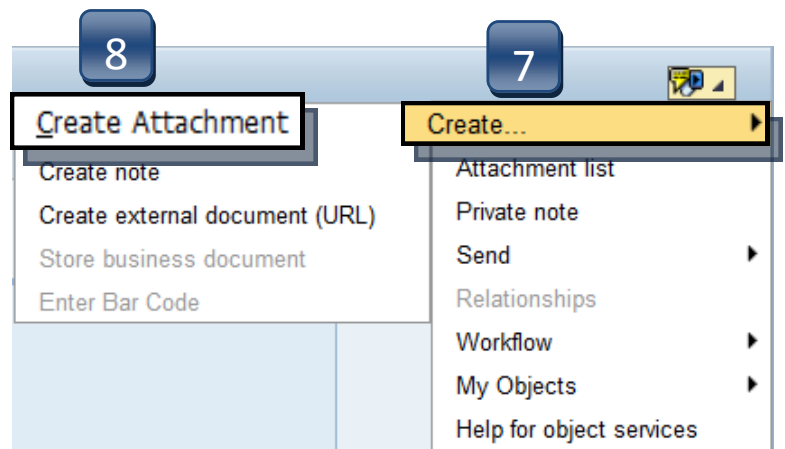 8
7
Create Attachment
Create note
Create external document (URL)
Store business document
Enter Bar Code
Create...
Attachment list
Private note
Send
Relationships
Workflow
My Objects
Help for object services